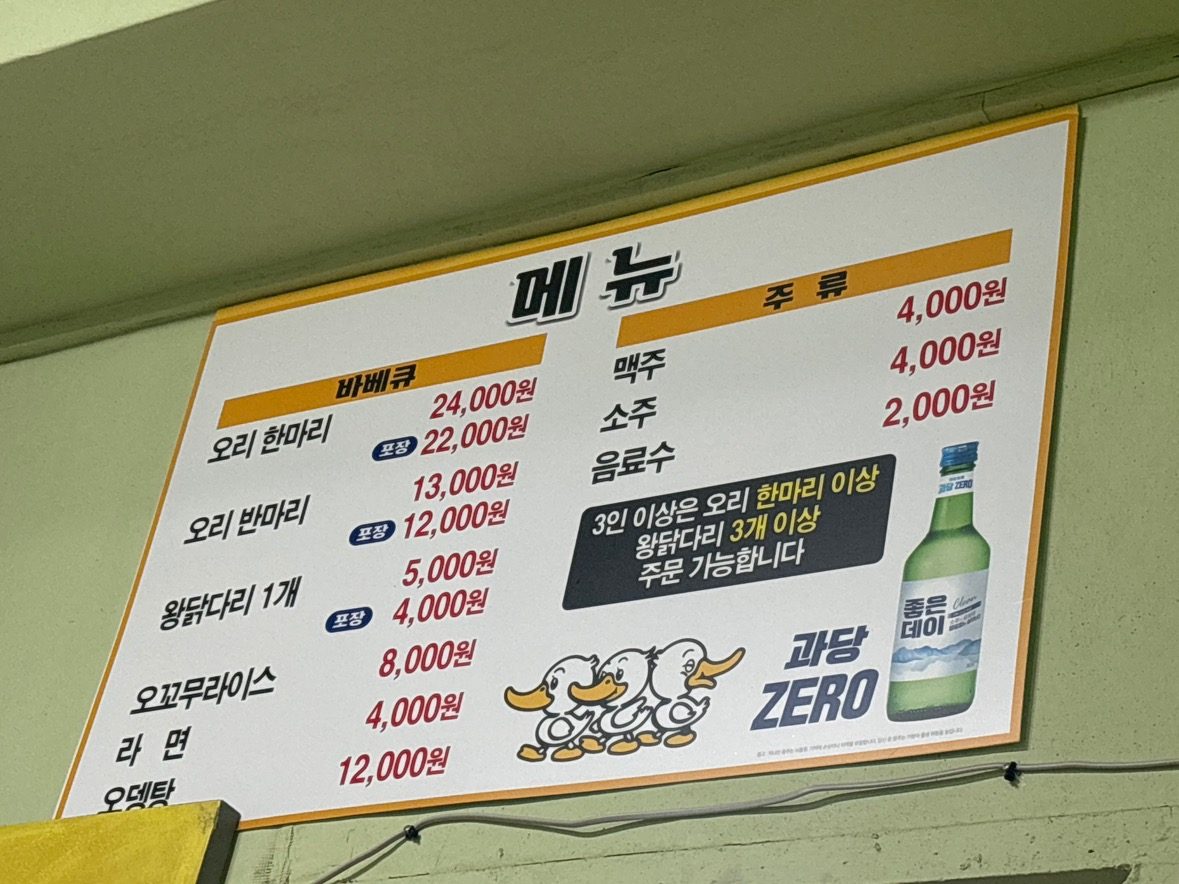 메뉴
바베큐
오리 한마리 24,000원
포장 22,000원
오리 반마리 13,000원
포장 12,000원
왕닭다리 1개 5,000원
포장 4,000원
오꼬무라이스 8,000원
라 면 4,000원
오뎅탕 12,000원
주 류
맥주 4,000원
소주 4,000원
음료수 2,000원
3인 이상은 오리 한마리 이상
왕닭다리 3개 이상
주문 가능합니다
과당
ZERO
과당 ZERO
좋은
데이
Clean